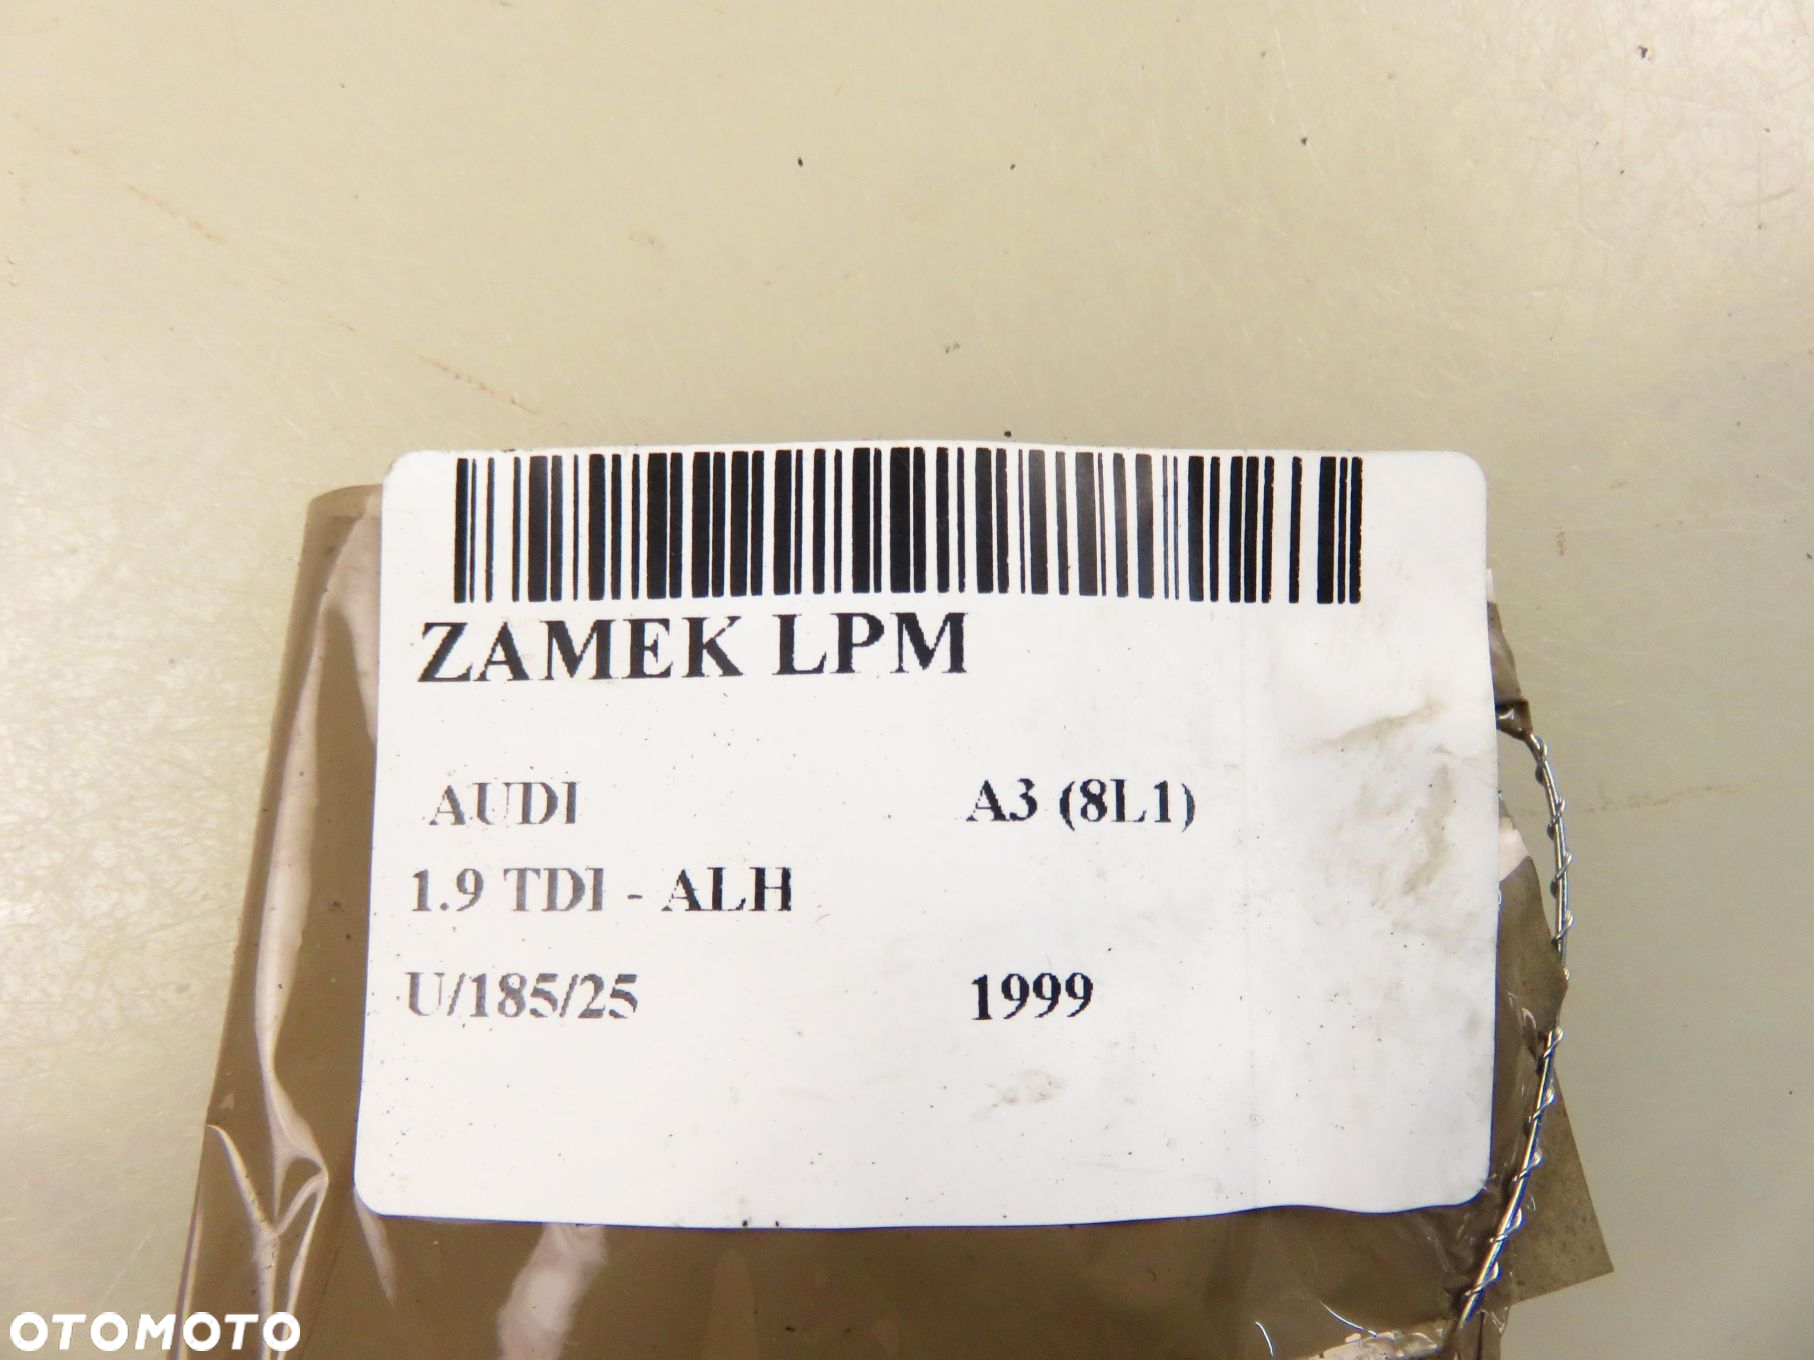 ZAMEK LPM
AUDI A3 (8L1)
1.9 TDI - ALH
U/185/25 1999
OTOMOTO